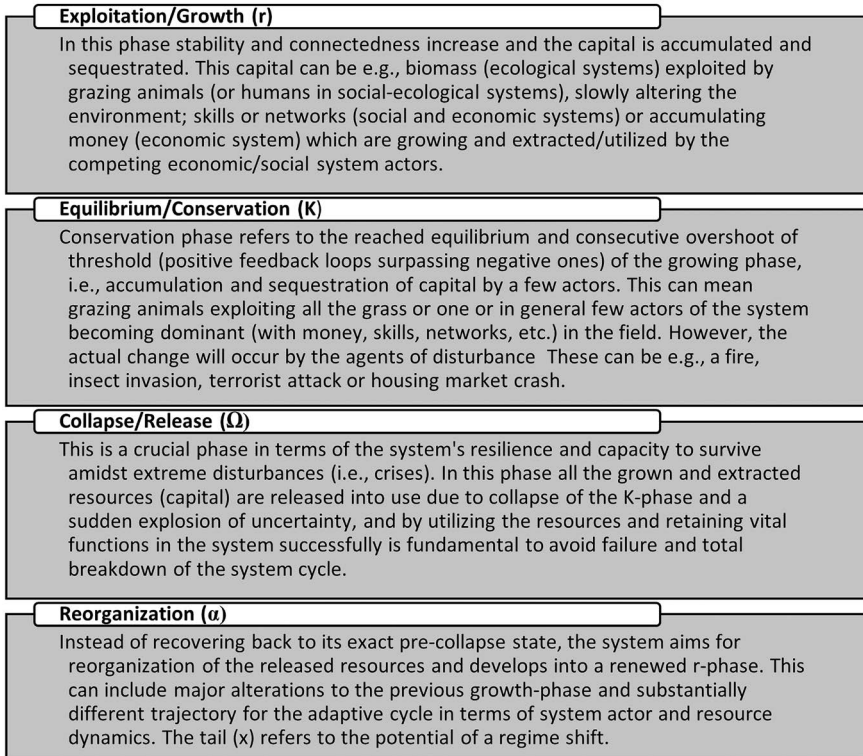 Exploitation/Growth (r)
In this phase stability and connectedness increase and the capital is accumulated and
sequestrated. This capital can be e.g., biomass (ecological systems) exploited by
grazing animals (or humans in social-ecological systems), slowly altering the
environment; skills or networks (social and economic systems) or accumulating
money (economic system) which are growing and extracted/utilized by the
competing economic/social system actors.
Equilibrium/Conservation (K)
Conservation phase refers to the reached equilibrium and consecutive overshoot of
threshold (positive feedback loops surpassing negative ones) of the growing phase,
i.e., accumulation and sequestration of capital by a few actors. This can mean
grazing animals exploiting all the grass or one or in general few actors of the system
becoming dominant (with money, skills, networks, etc.) in the field. However, the
actual change will occur by the agents of disturbance  These can be e.g., a fire,
insect invasion, terrorist attack or housing market crash.
Collapse/Release (Ω)
This is a crucial phase in terms of the system's resilience and capacity to survive
amidst extreme disturbances (i.e., crises). In this phase all the grown and extracted
resources (capital) are released into use due to collapse of the K-phase and a
sudden explosion of uncertainty, and by utilizing the resources and retaining vital
functions in the system successfully is fundamental to avoid failure and total
breakdown of the system cycle.
Reorganization (α)
Instead of recovering back to its exact pre-collapse state, the system aims for
reorganization of the released resources and develops into a renewed r-phase. This
can include major alterations to the previous growth-phase and substantially
different trajectory for the adaptive cycle in terms of system actor and resource
dynamics. The tail (x) refers to the potential of a regime shift.